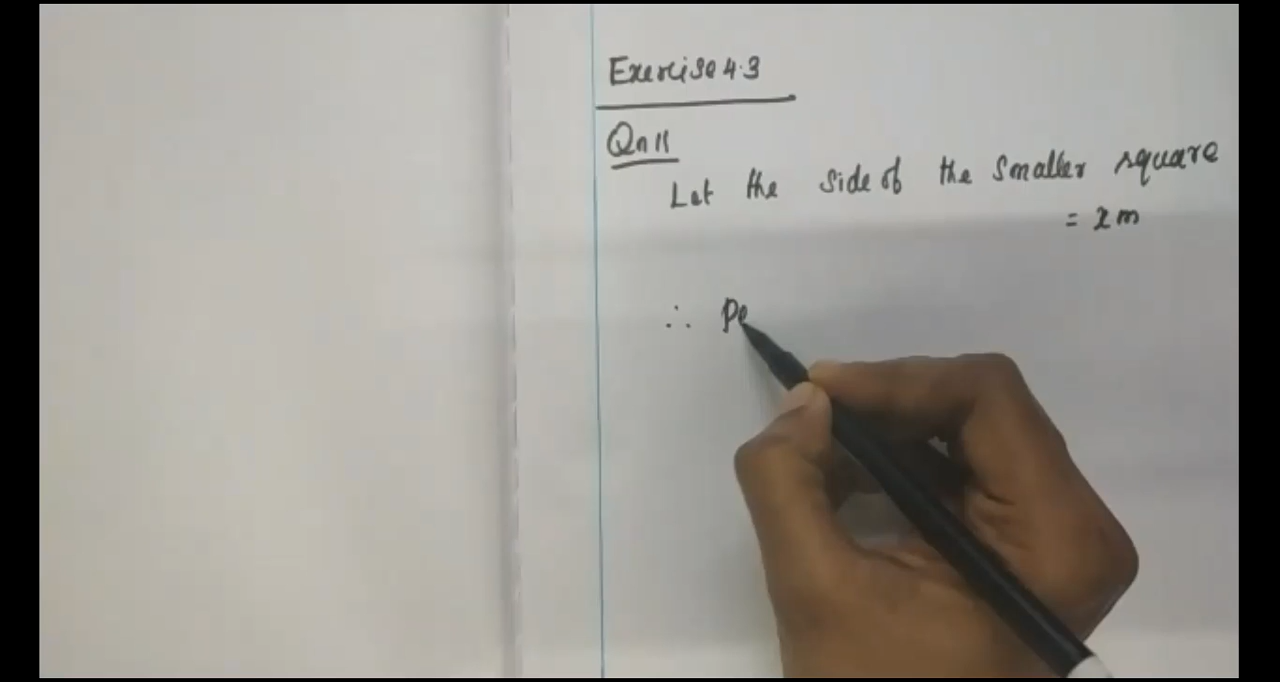 Exercise 4.3
Qn 11
Let the side of the smaller square
= x m
∴ Pe